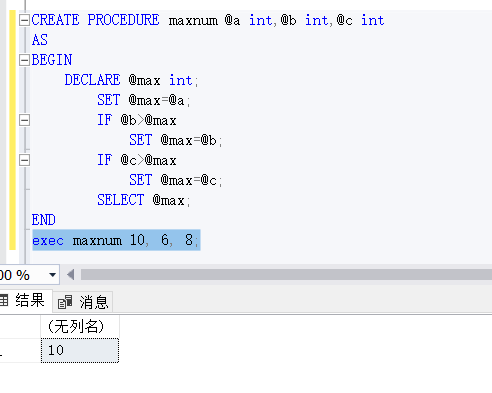 CREATE PROCEDURE maxnum @a int,@b int,@c int
AS
BEGIN
DECLARE @max int;
SET @max=@a;
IF @b>@max
SET @max=@b;
IF @c>@max
SET @max=@c;
SELECT @max;
END
exec maxnum 10, 6, 8;
00 %
结果 消息
(无列名)
10